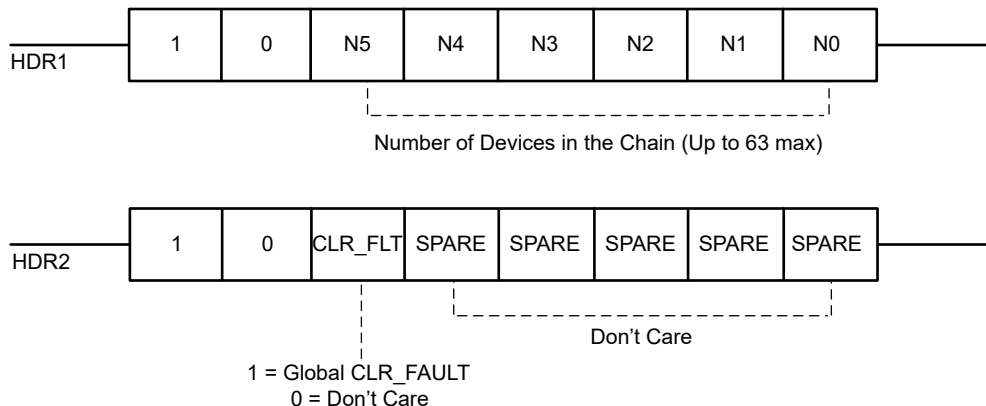 1 0 N5 N4 N3 N2 N1 N0
HDR1
Number of Devices in the Chain (Up to 63 max)
1 0 CLR_FLT SPARE SPARE SPARE SPARE SPARE
HDR2
Don't Care
1 = Global CLR_FAULT
0 = Don't Care